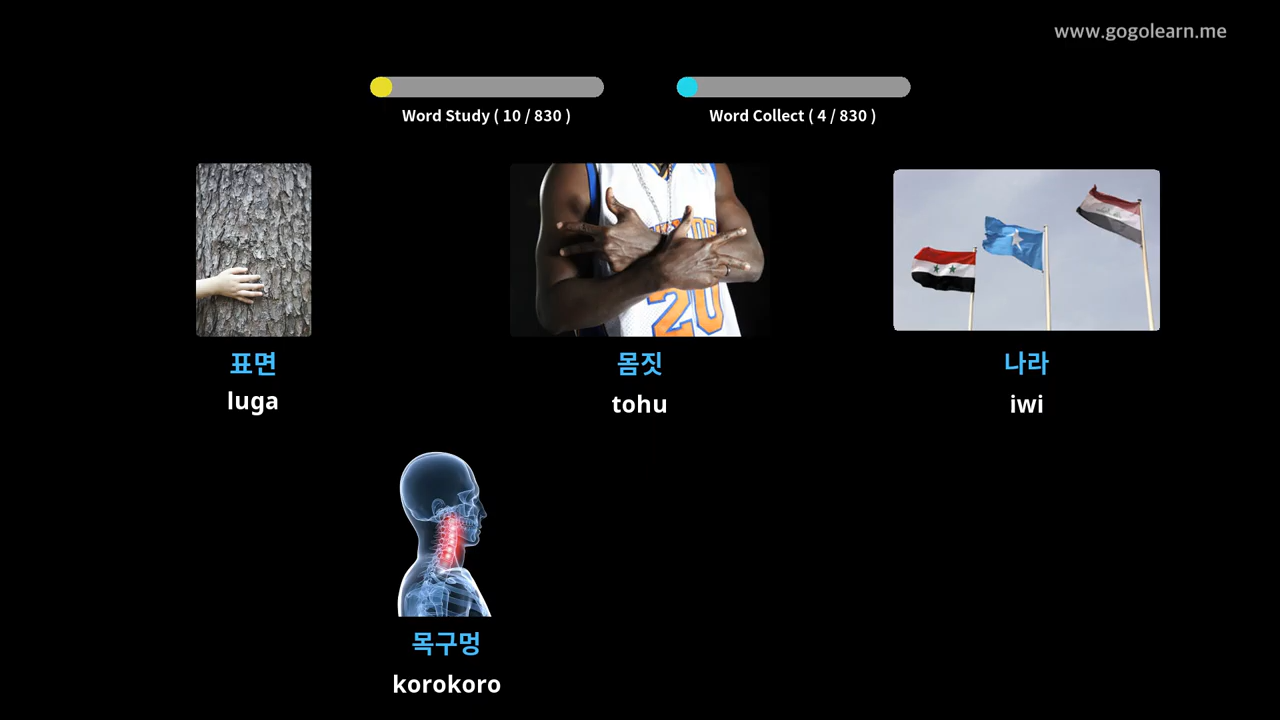 www.gogolearn.me
Word Study ( 10 / 830 )
Word Collect ( 4 / 830 )
20
표면
luga
몸짓
tohu
나라
iwi
목구멍
korokoro